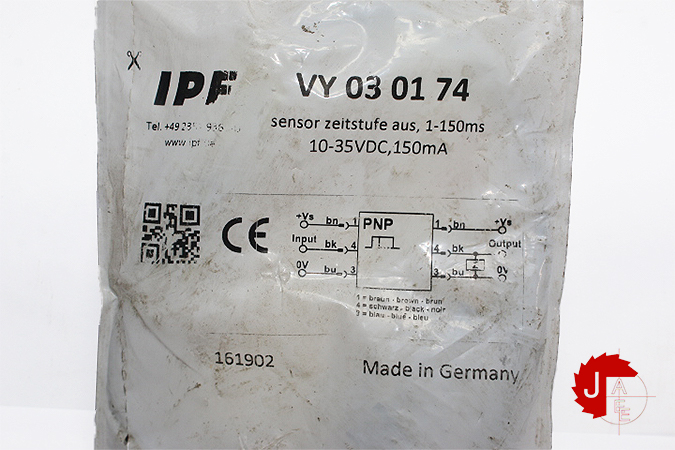 IPF
VY 03 01 74
Tel. +49
www.ipf.de
sensor zeitstufe aus, 1-150ms
10-35VDC,150mA
CE
+Vs bn 1 PNP 1 bn +Vs
Input bk 4 4 bk Output
0V bu 3 3 bu 0V
1 = braun - brown - brun
4 = schwarz - black - noir
3 = blau - blue - bleu
161902
Made in Germany
J A